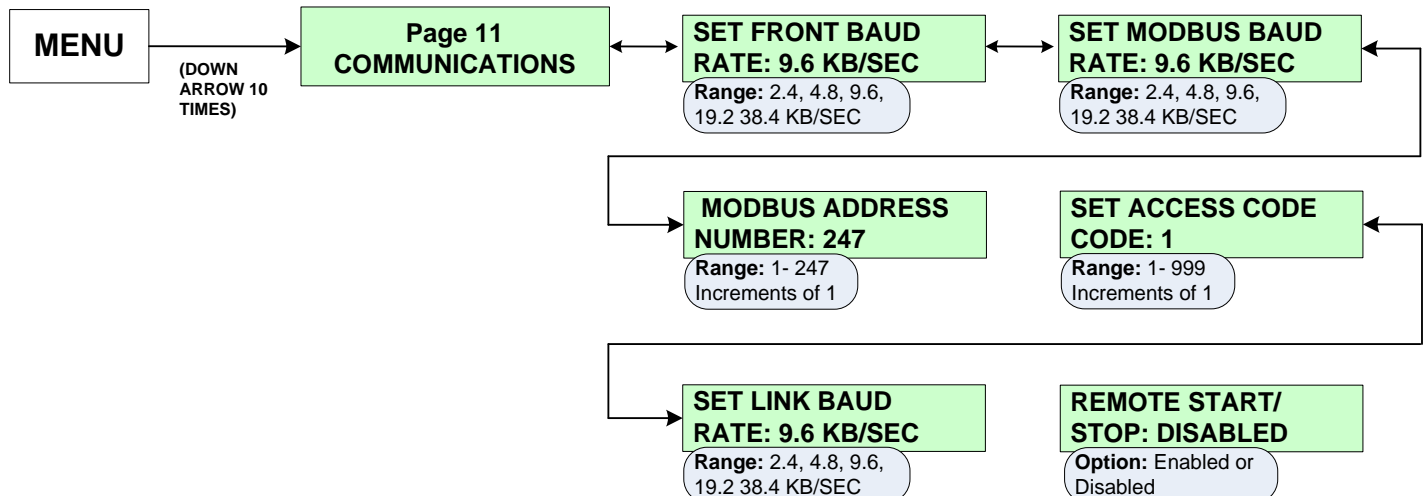 MENU
(DOWN
ARROW 10
TIMES)
Page 11
COMMUNICATIONS
SET FRONT BAUD
RATE: 9.6 KB/SEC
Range: 2.4, 4.8, 9.6,
19.2 38.4 KB/SEC
SET MODBUS BAUD
RATE: 9.6 KB/SEC
Range: 2.4, 4.8, 9.6,
19.2 38.4 KB/SEC
MODBUS ADDRESS
NUMBER: 247
Range: 1- 247
Increments of 1
SET ACCESS CODE
CODE: 1
Range: 1- 999
Increments of 1
SET LINK BAUD
RATE: 9.6 KB/SEC
Range: 2.4, 4.8, 9.6,
19.2 38.4 KB/SEC
REMOTE START/
STOP: DISABLED
Option: Enabled or
Disabled